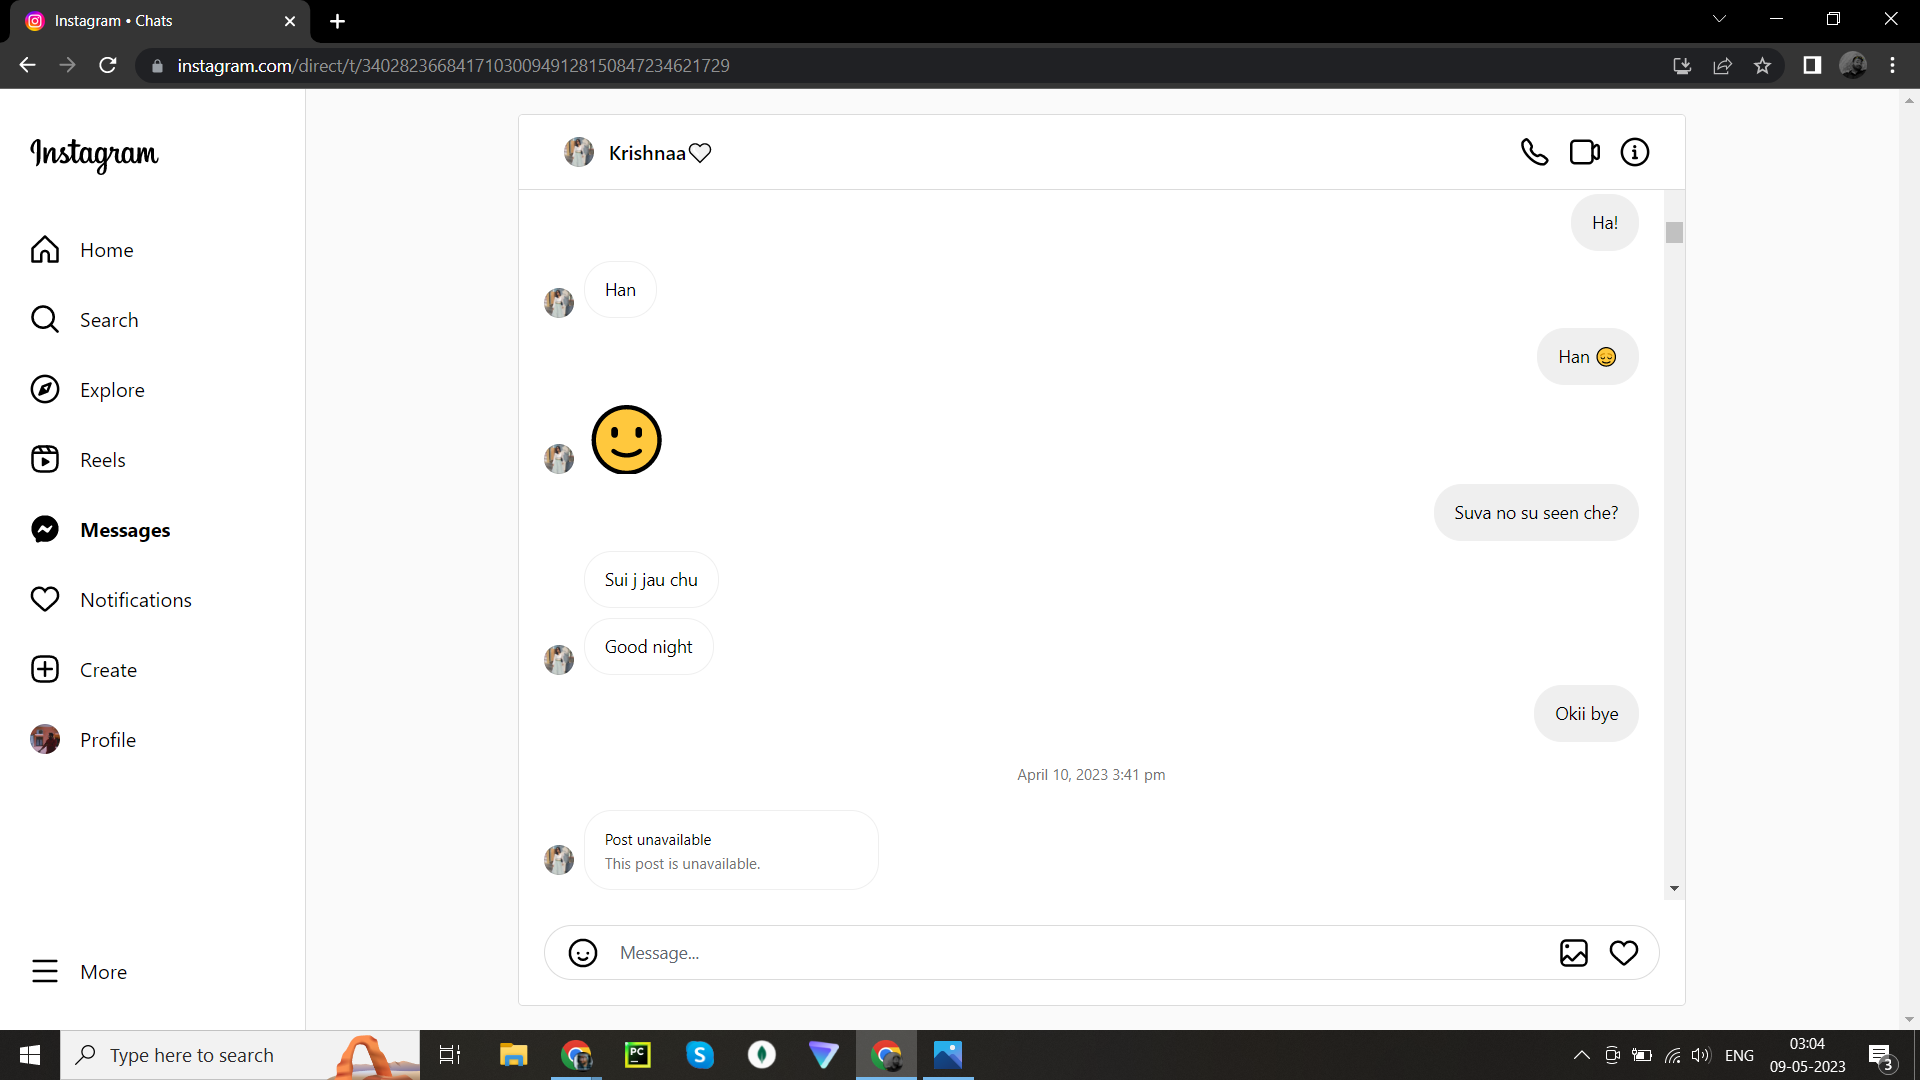 Instagram • Chats
instagram.com/direct/t/340282366841710300949128150847234621729
Instagram
Home
Search
Explore
Reels
Messages
Notifications
Create
Profile
More
Krishnaa♡
Ha!
Han
Han 😌
🙂
Suva no su seen che?
Sui j jau chu
Good night
Okii bye
April 10, 2023 3:41 pm
Post unavailable
This post is unavailable.
Message...
Type here to search
PC
S
ENG
03:04
09-05-2023
3